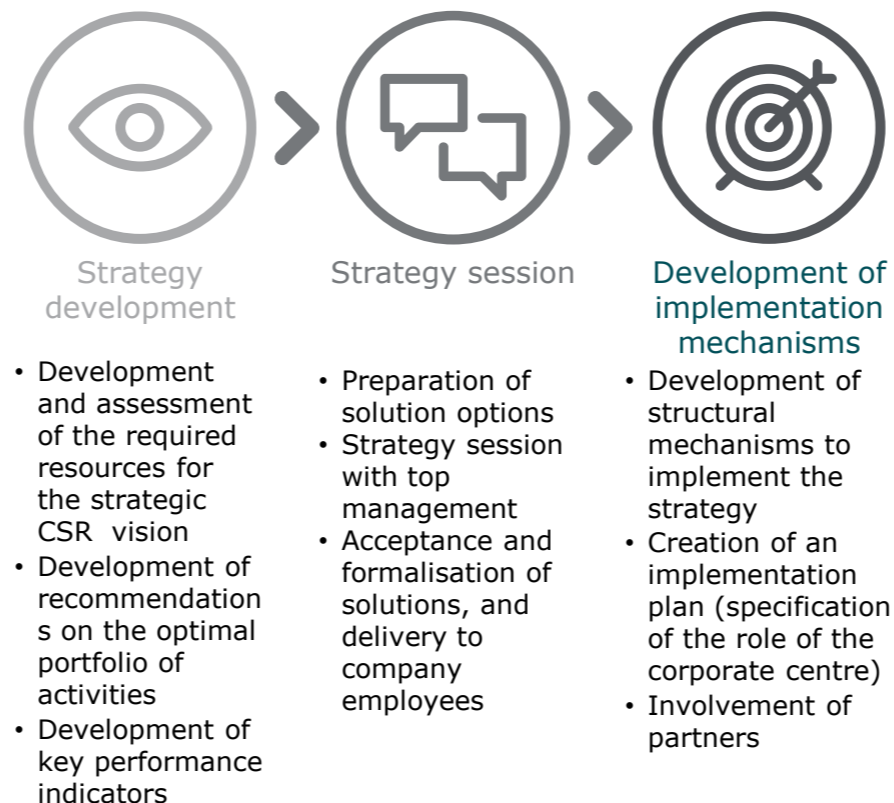 Strategy
development
• Development
and assessment
of the required
resources for
the strategic
CSR  vision
• Development of
recommendation
s on the optimal
portfolio of
activities
• Development of
key performance
indicators
Strategy session
• Preparation of
solution options
• Strategy session
with top
management
• Acceptance and
formalisation of
solutions, and
delivery to
company
employees
Development of
implementation
mechanisms
• Development of
structural
mechanisms to
implement the
strategy
• Creation of an
implementation
plan (specification
of the role of the
corporate centre)
• Involvement of
partners